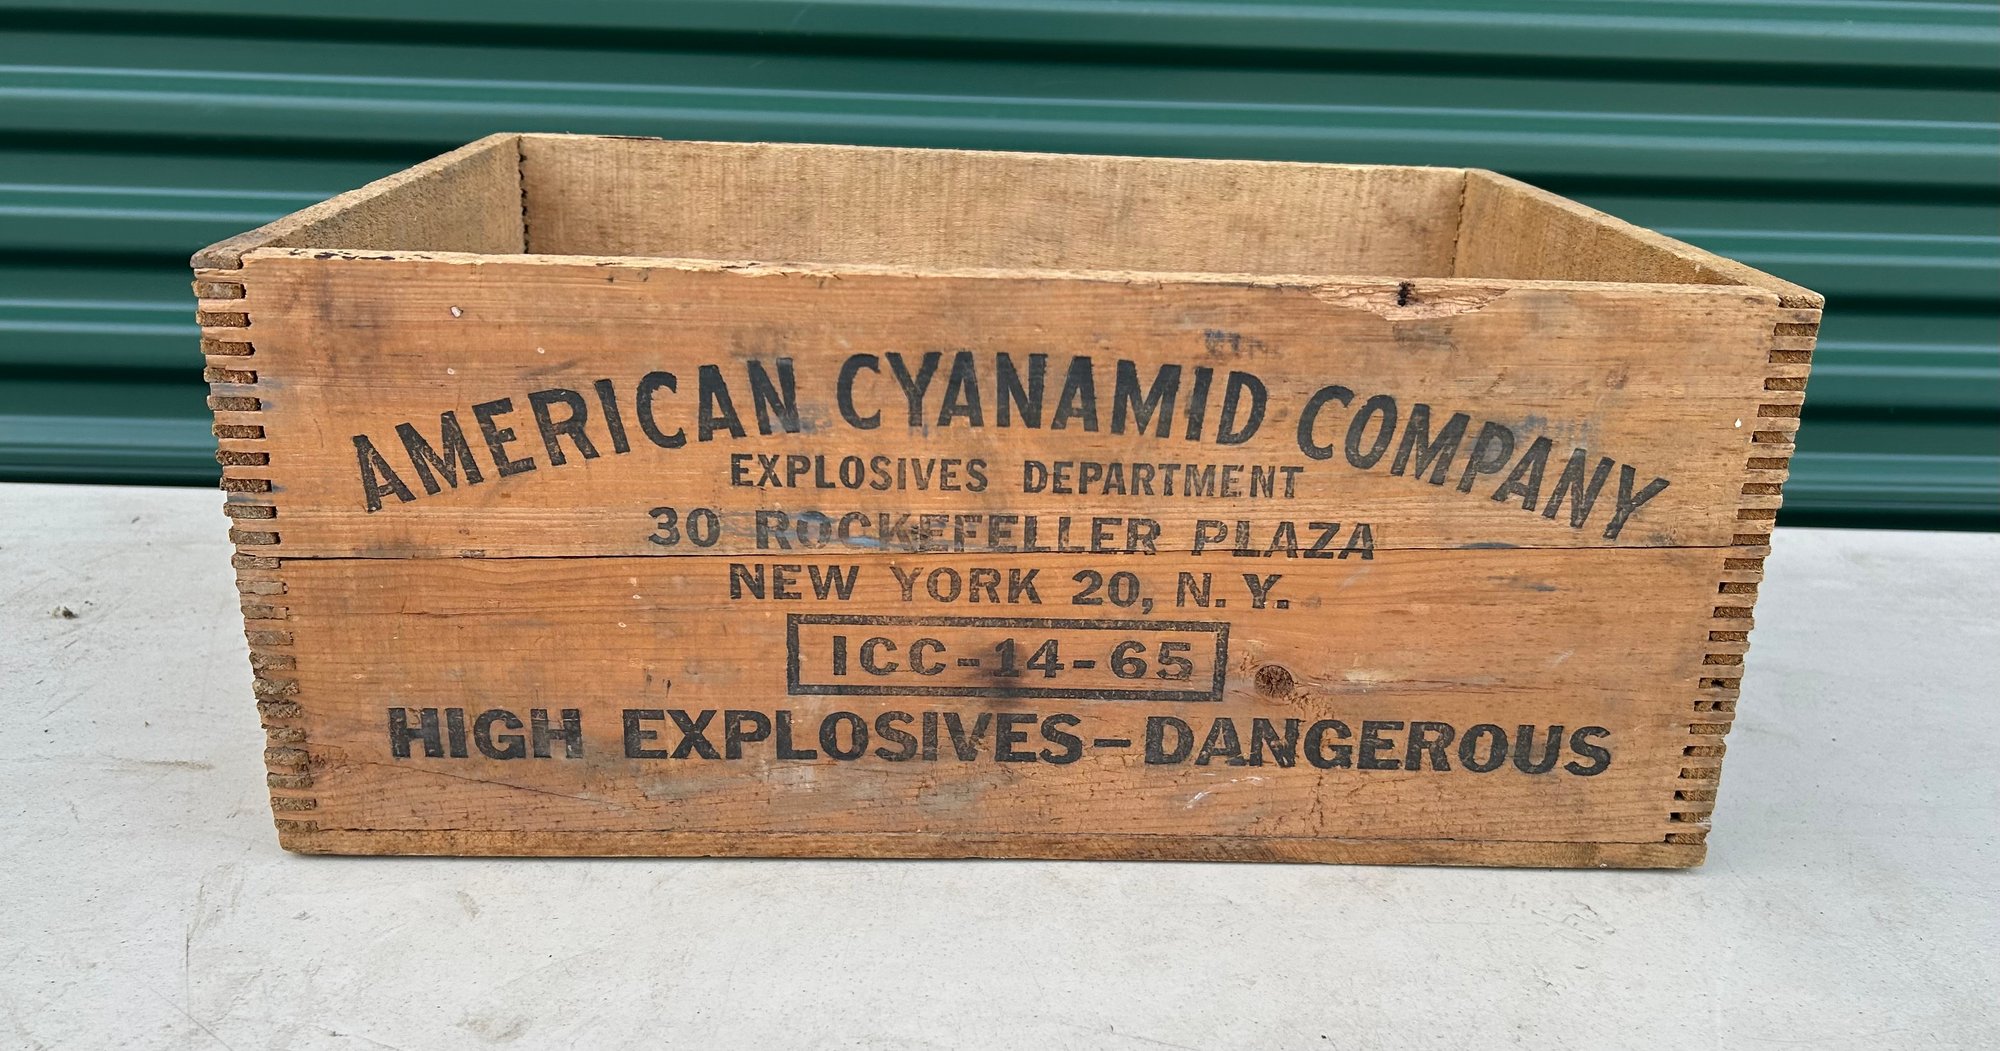 AMERICAN CYANAMID COMPANY
EXPLOSIVES DEPARTMENT
30 ROCKEFELLER PLAZA
NEW YORK 20, N.Y.
ICC-14-65
HIGH EXPLOSIVES-DANGEROUS